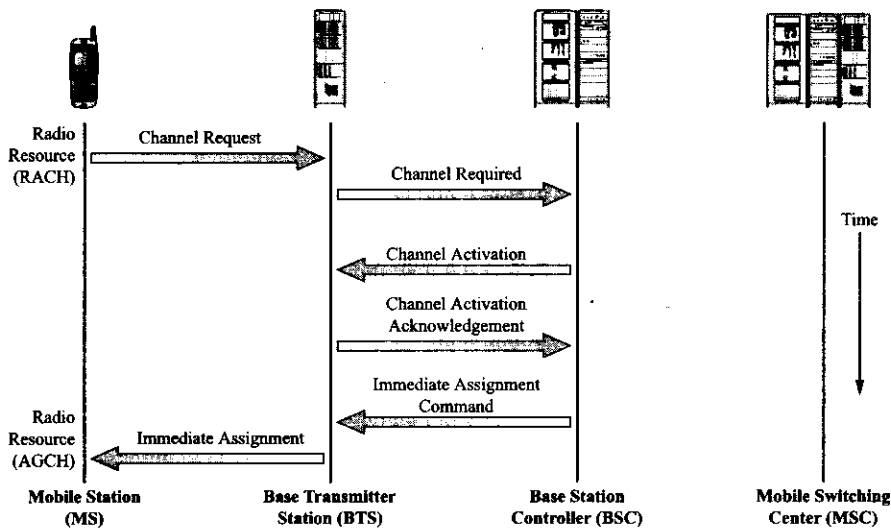 Radio
Resource
(RACH)
Channel Request
Channel Required
Time
Channel Activation
Channel Activation
Acknowledgement
Immediate Assignment
Command
Radio
Resource
(AGCH)
Immediate Assignment
Mobile Station
(MS)
Base Transmitter
Station (BTS)
Base Station
Controller (BSC)
Mobile Switching
Center (MSC)